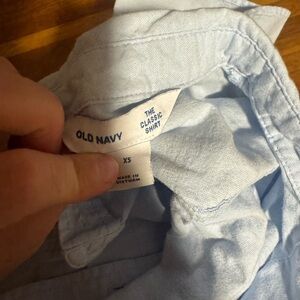 OLD NAVY
THE
CLASSIC
SHIRT
XS
MADE IN
VIETNAM